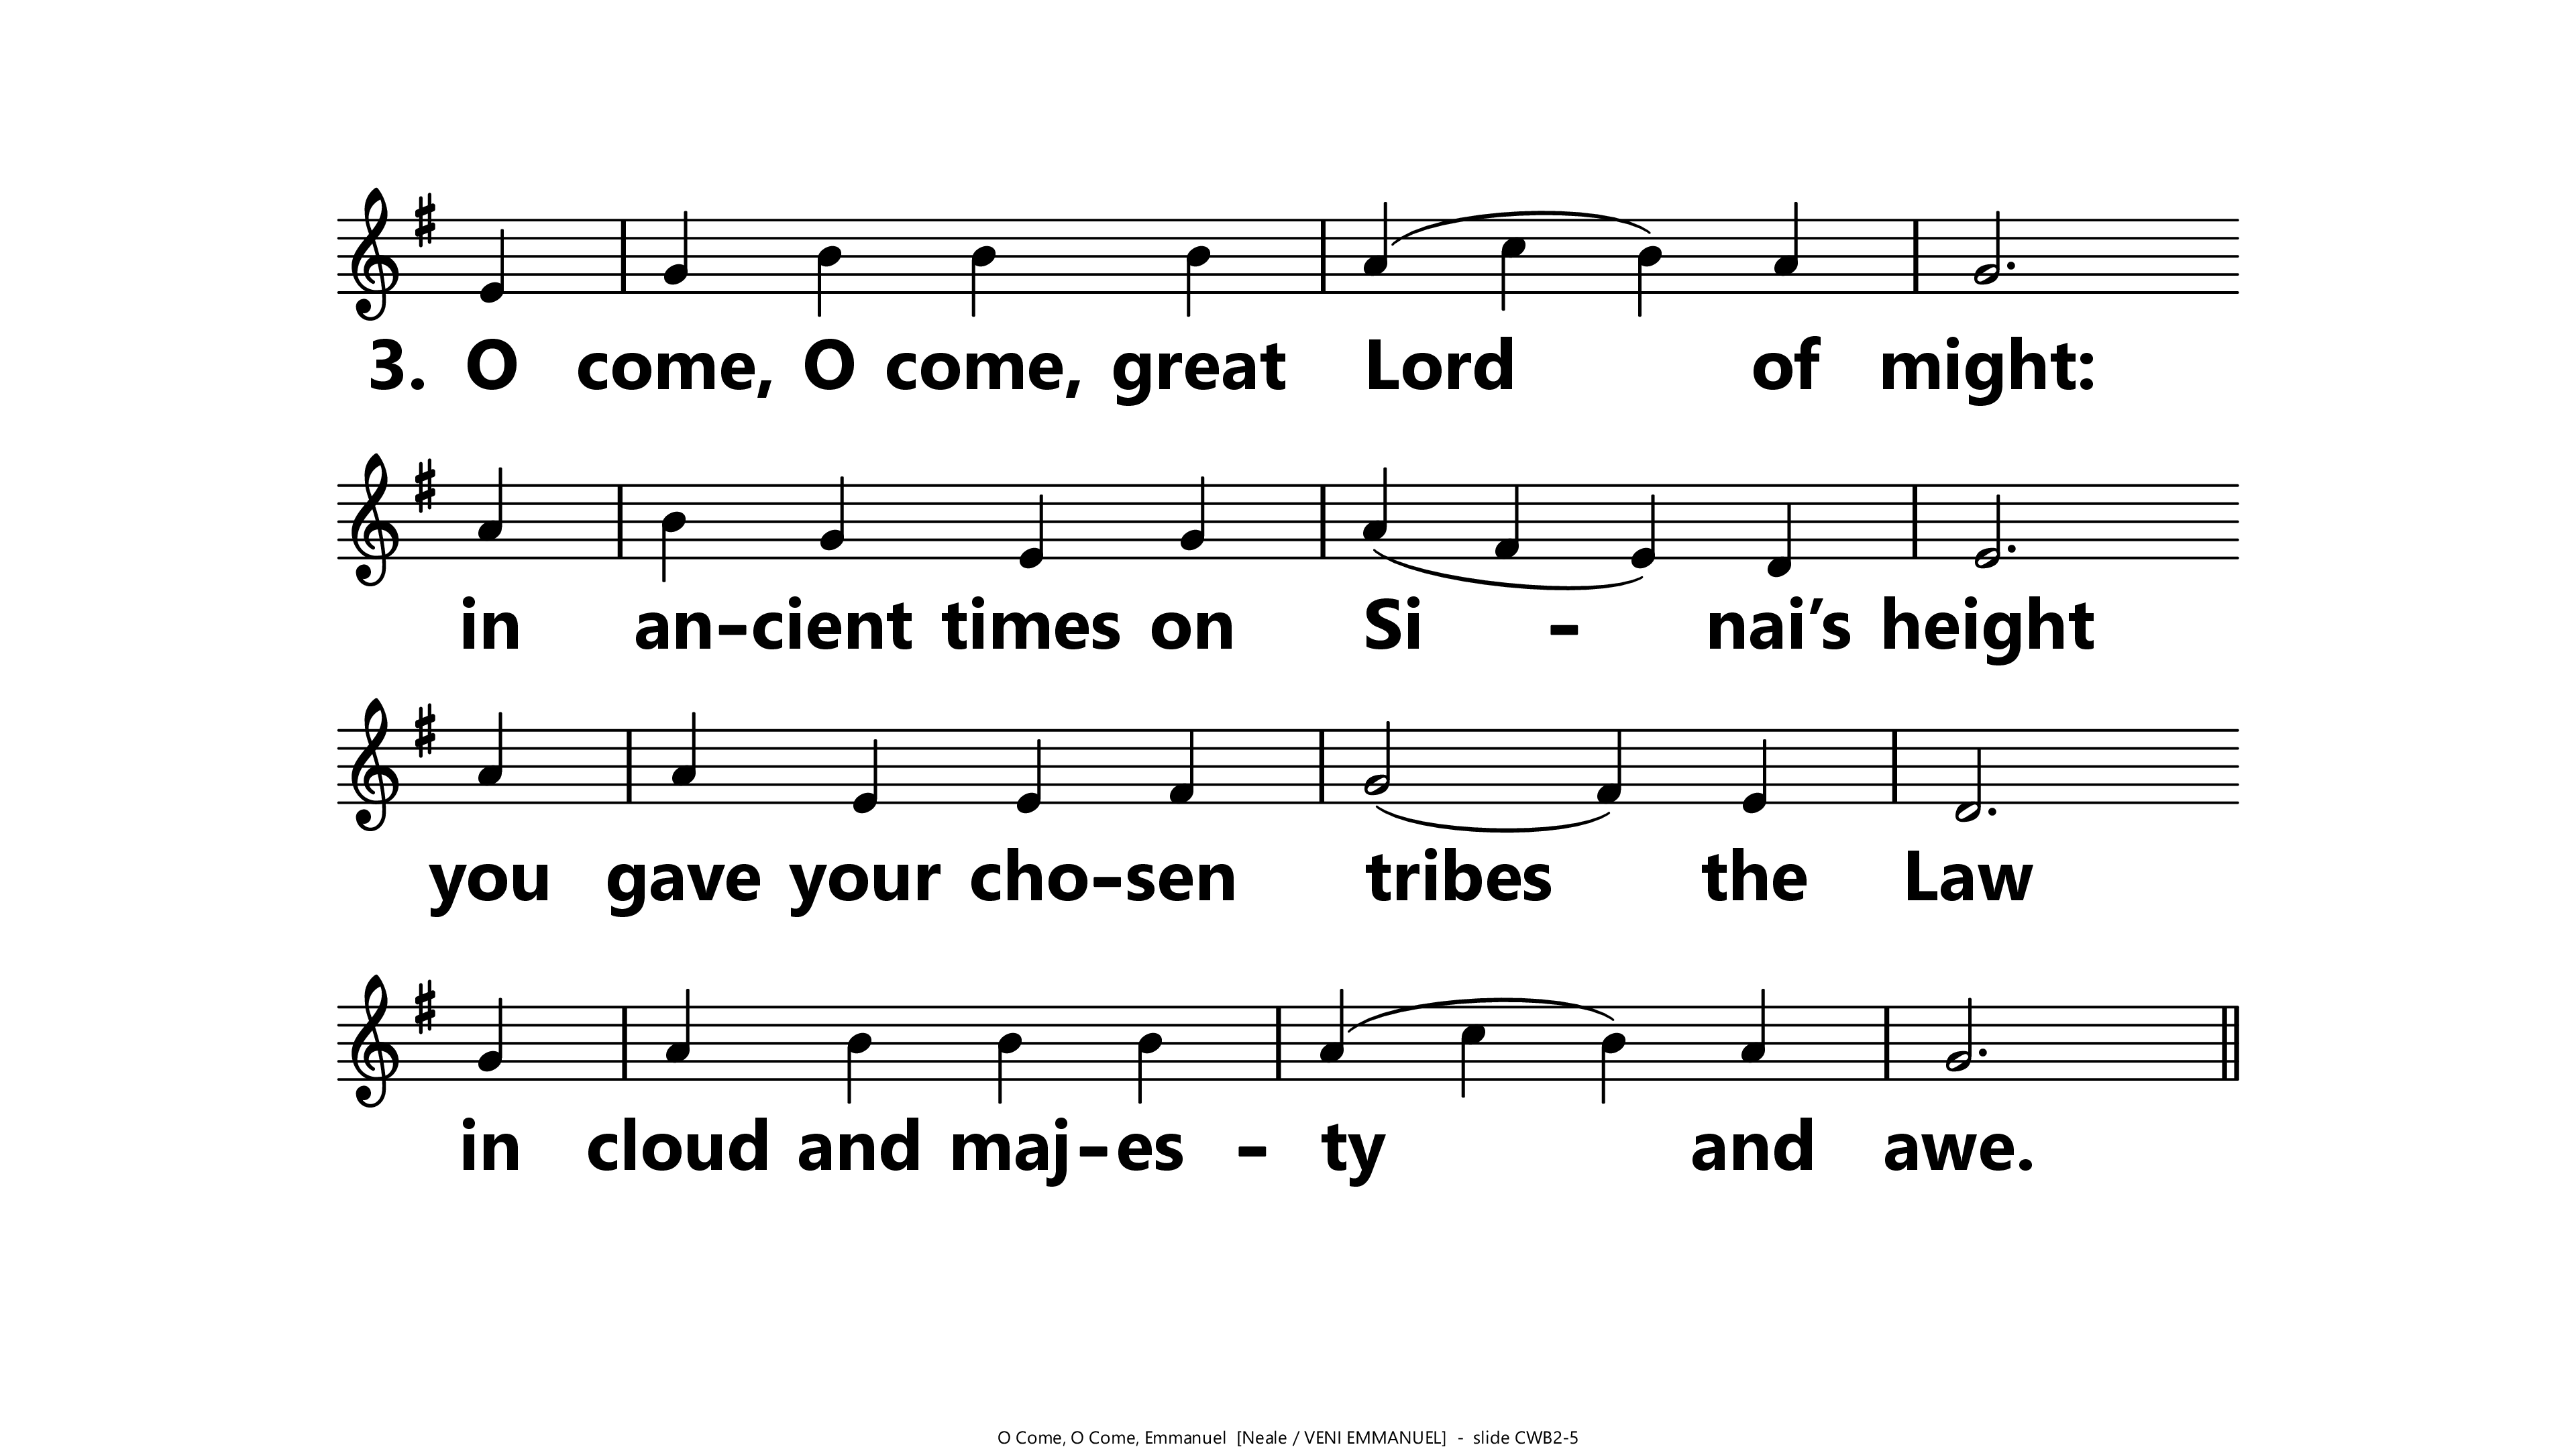 3. O come, O come, great Lord of might:
in an-cient times on Si - nai’s height
you gave your cho-sen tribes the Law
in cloud and maj-es - ty and awe.
O Come, O Come, Emmanuel [Neale / VENI EMMANUEL] - slide CWB2-5